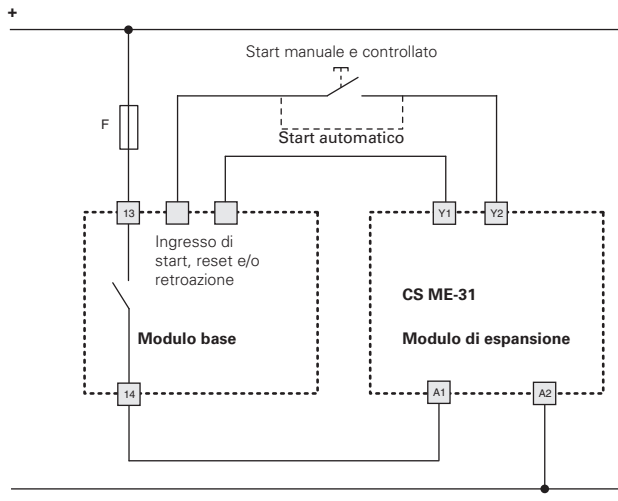 +
Start manuale e controllato
F
Start automatico
13
Y1
Y2
Ingresso di
start, reset e/o
retroazione
CS ME-31
Modulo base
Modulo di espansione
14
A1
A2